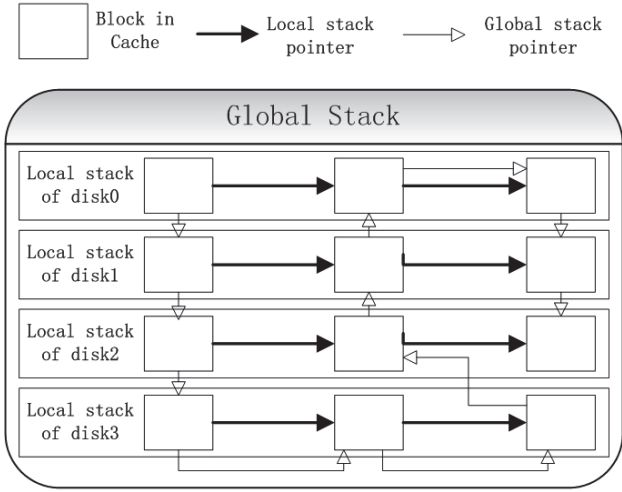 Block in
Cache
Local stack
pointer
Global stack
pointer
Global Stack
Local stack
of disk0
Local stack
of disk1
Local stack
of disk2
Local stack
of disk3